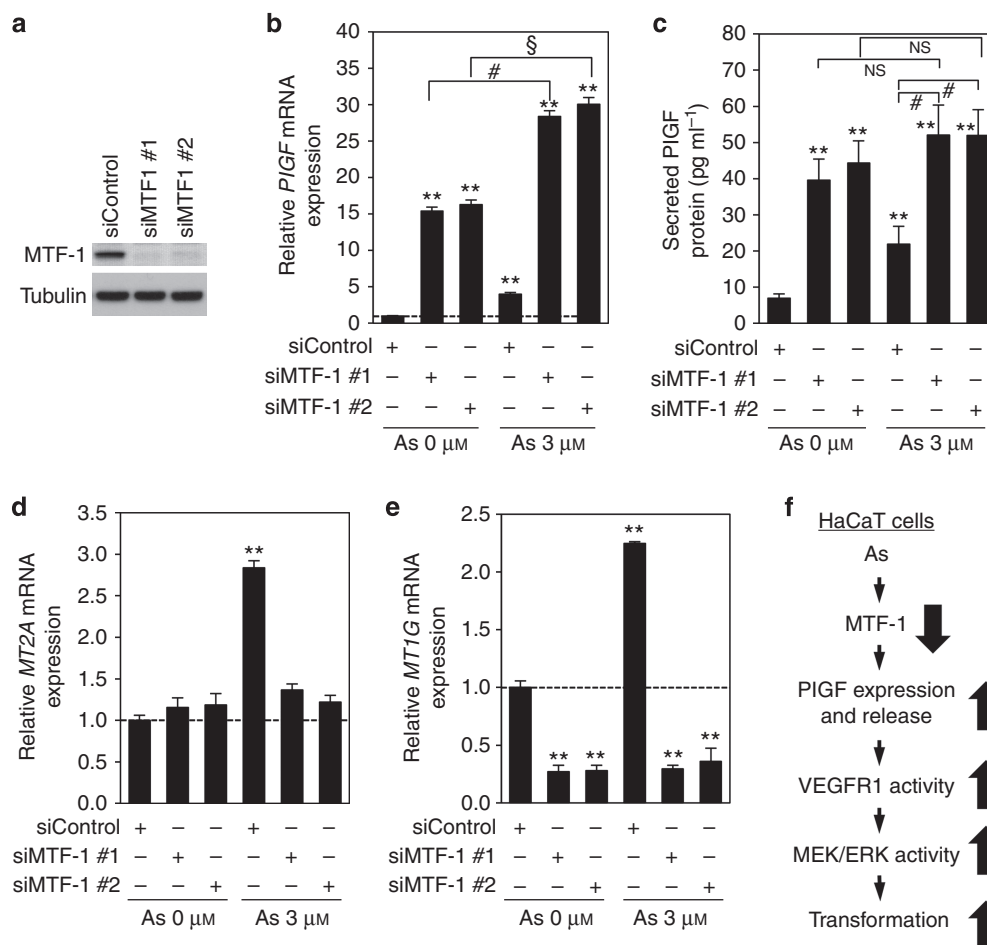 a
siControl
siMTF1 #1
siMTF1 #2
MTF-1
Tubulin
b
Relative PIGF mRNA
expression
40
35
30
25
20
15
10
5
0
#
§
**
**
**
**
**
siControl + – – + – –
siMTF-1 #1 – + – – + –
siMTF-1 #2 – – + – – +
As 0 μM As 3 μM
c
Secreted PIGF
protein (pg ml–1)
80
70
60
50
40
30
20
10
0
NS
NS
#
#
**
**
**
**
**
siControl + – – + – –
siMTF-1 #1 – + – – + –
siMTF-1 #2 – – + – – +
As 0 μM As 3 μM
d
Relative MT2A mRNA
expression
3.5
3.0
2.5
2.0
1.5
1.0
0.5
0.0
**
siControl + – – + – –
siMTF-1 #1 – + – – + –
siMTF-1 #2 – – + – – +
As 0 μM As 3 μM
e
Relative MT1G mRNA
expression
2.5
2.0
1.5
1.0
0.5
0.0
**
**
**
**
**
siControl + – – + – –
siMTF-1 #1 – + – – + –
siMTF-1 #2 – – + – – +
As 0 μM As 3 μM
f
HaCaT cells
As
MTF-1
PIGF expression
and release
VEGFR1 activity
MEK/ERK activity
Transformation